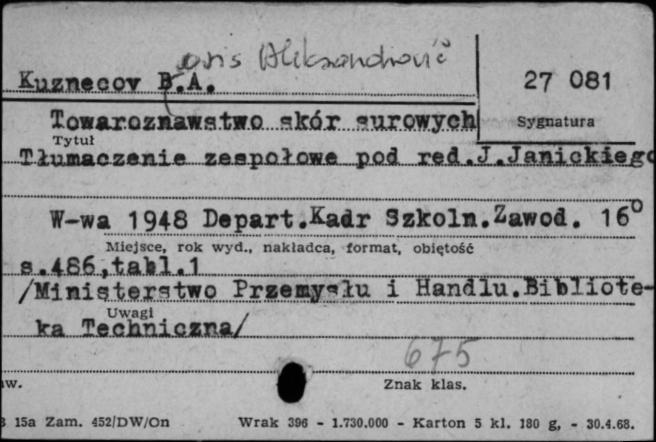 oris Aleksandrovič
Kuznecov B.A.
27 081
Sygnatura
Towaroznawstwo skór surowych
Tytuł
Tłumaczenie zespołowe pod red.J.Janickiego
W-wa 1948 Depart.Kadr Szkoln.Zawod. 16°
Miejsce, rok wyd., nakładca, format, objętość
s.486,tabl.1
/Ministerstwo Przemysłu i Handlu.Bibliote-
Uwagi
ka Techniczna/
675
Znak klas.
aw.
15a Zam. 452/DW/On Wrak 396 - 1.730.000 - Karton 5 kl. 180 g, - 30.4.68.